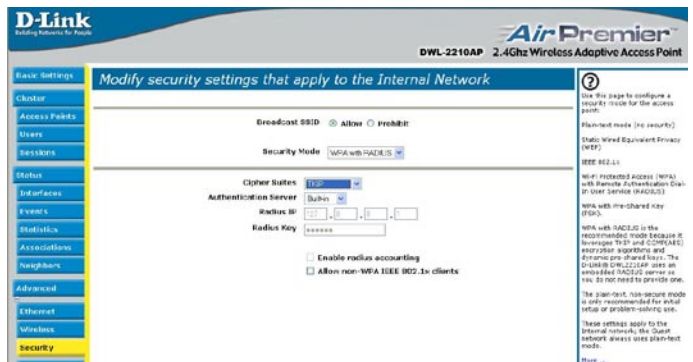 D-Link
Building Networks for People
Air Premier™
DWL-2210AP 2.4Ghz Wireless Adaptive Access Point
Basic Settings
Cluster
Access Points
Users
Sessions
Status
Interfaces
Events
Statistics
Associations
Neighbors
Advanced
Ethernet
Wireless
Security
Modify security settings that apply to the Internal Network
Broadcast SSID Allow Prohibit
Security Mode WPA with RADIUS
Cipher Suites TKIP
Authentication Server Built-in
Radius IP 127 . 0 . 0 . 1
Radius Key ******
Enable radius accounting
Allow non-WPA IEEE 802.1x clients
?
Use this page to configure a
security mode for the access
point:
Plain-text mode (no security)
Static Wired Equivalent Privacy
(WEP)
IEEE 802.1x
Wi-Fi Protected Access (WPA)
with Remote Authentication Dial-
In User Service (RADIUS)
WPA with Pre-Shared Key
(PSK).
WPA with RADIUS is the
recommended mode because it
leverages TKIP and CCMP(AES)
encryption algorithms and
dynamic pre-shared keys. The
D-Link DWL2210AP uses an
embedded RADIUS server so
you do not need to provide one.
The plain-text, non-secure mode
is only recommended for initial
setup or problem-solving use.
These settings apply to the
Internal network; the Guest
network always uses plain-text
mode.
More ...